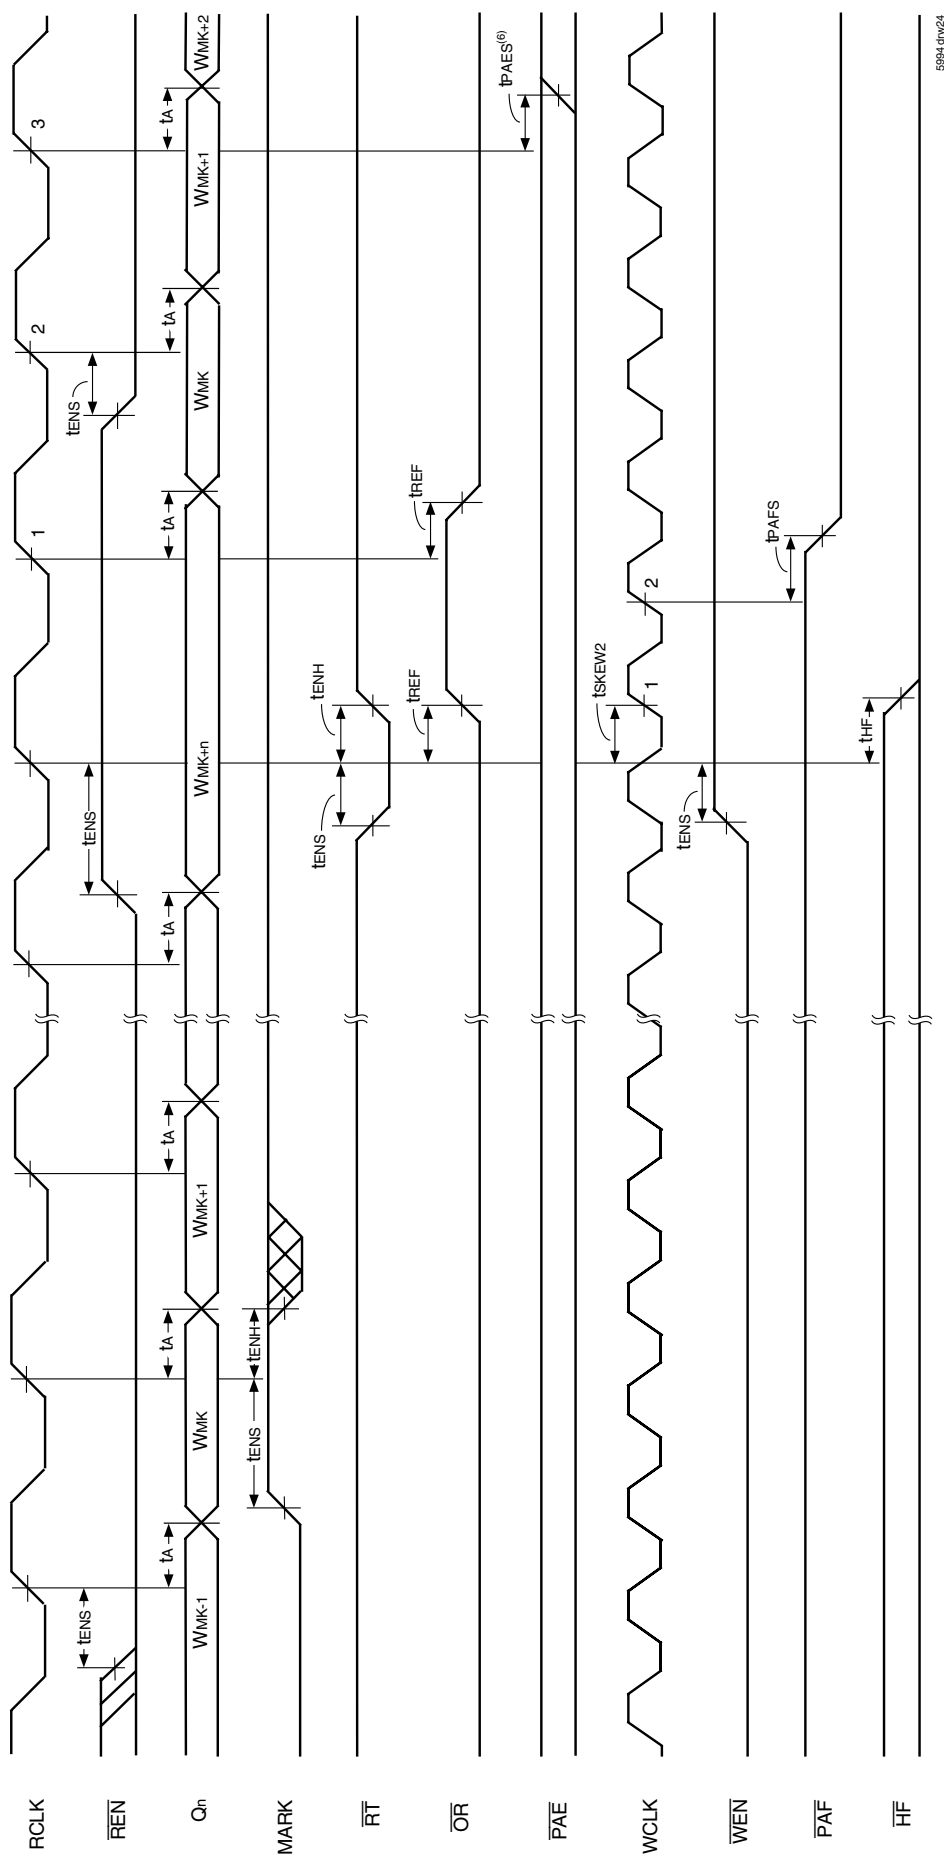 RCLK
1
2
3
REN
tENS
tENS
tENS
Qn
WMK-1
tA
WMK
tA
WMK+1
tA
tA
WMK+n
tA
WMK
tA
WMK+1
tA
WMK+2
MARK
tENS
tENH
RT
tENS
tENH
OR
tREF
tREF
PAE
tPAES(6)
WCLK
tSKEW2
1
2
WEN
tENS
PAF
tPAFS
HF
tHF
5994 drw24